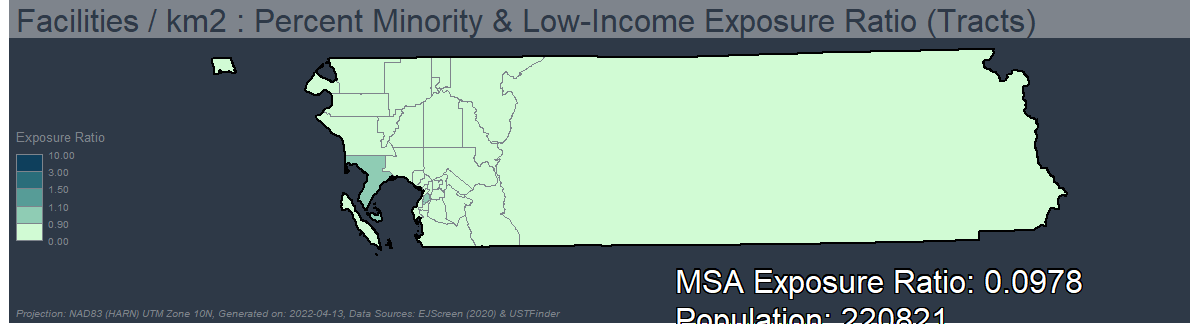 Facilities / km2 : Percent Minority & Low-Income Exposure Ratio (Tracts)
Exposure Ratio
10.00
3.00
1.50
1.10
0.90
0.00
MSA Exposure Ratio: 0.0978
Population: 220821
Projection: NAD83 (HARN) UTM Zone 10N, Generated on: 2022-04-13, Data Sources: EJScreen (2020) & USTFinder